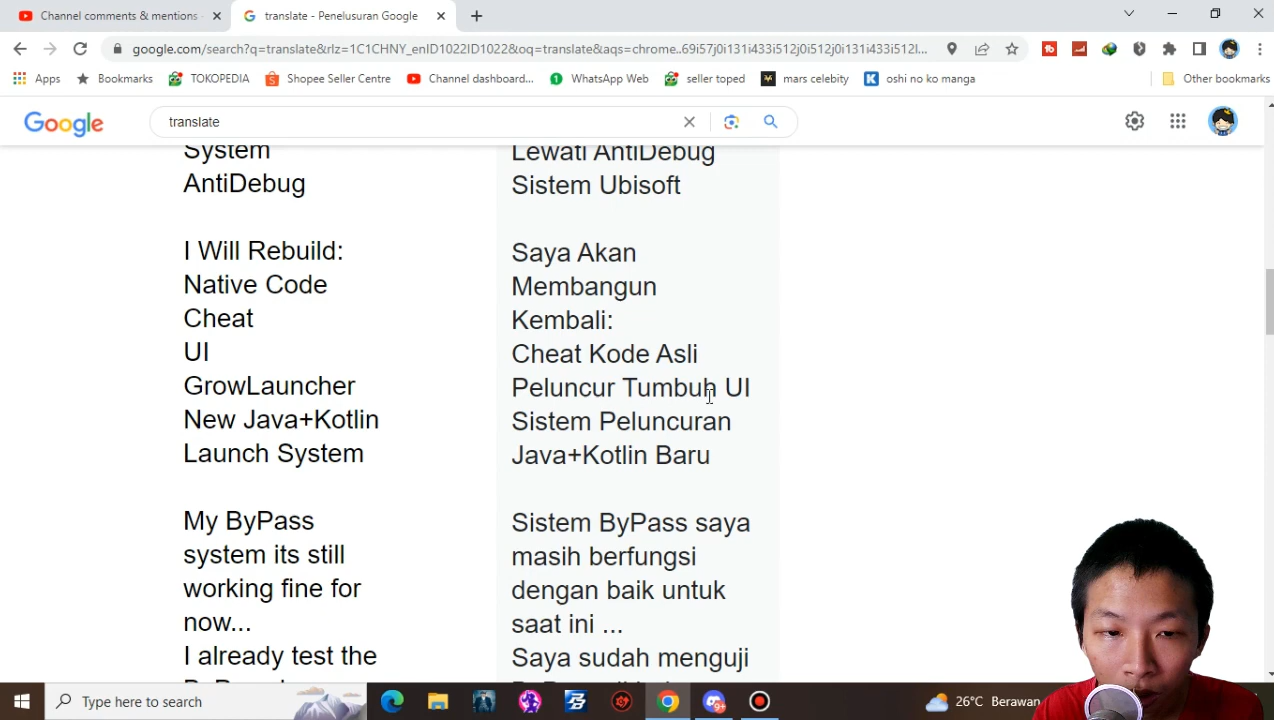 Channel comments & mentions
translate - Penelusuran Google
google.com/search?q=translate&rlz=1C1CHNY_enID1022ID1022&oq=translate&aqs=chrome..69i57j0i131i433i512j0i512j0i131i433i512l...
Apps
Bookmarks
TOKOPEDIA
Shopee Seller Centre
Channel dashboard...
WhatsApp Web
seller toped
mars celebity
oshi no ko manga
Other bookmarks
Google
translate
System
AntiDebug
I Will Rebuild:
Native Code
Cheat
UI
GrowLauncher
New Java+Kotlin
Launch System
My ByPass
system its still
working fine for
now...
I already test the
Lewati AntiDebug
Sistem Ubisoft
Saya Akan
Membangun
Kembali:
Cheat Kode Asli
Peluncur Tumbuh UI
Sistem Peluncuran
Java+Kotlin Baru
Sistem ByPass saya
masih berfungsi
dengan baik untuk
saat ini ...
Saya sudah menguji
Type here to search
9+
26°C Berawan